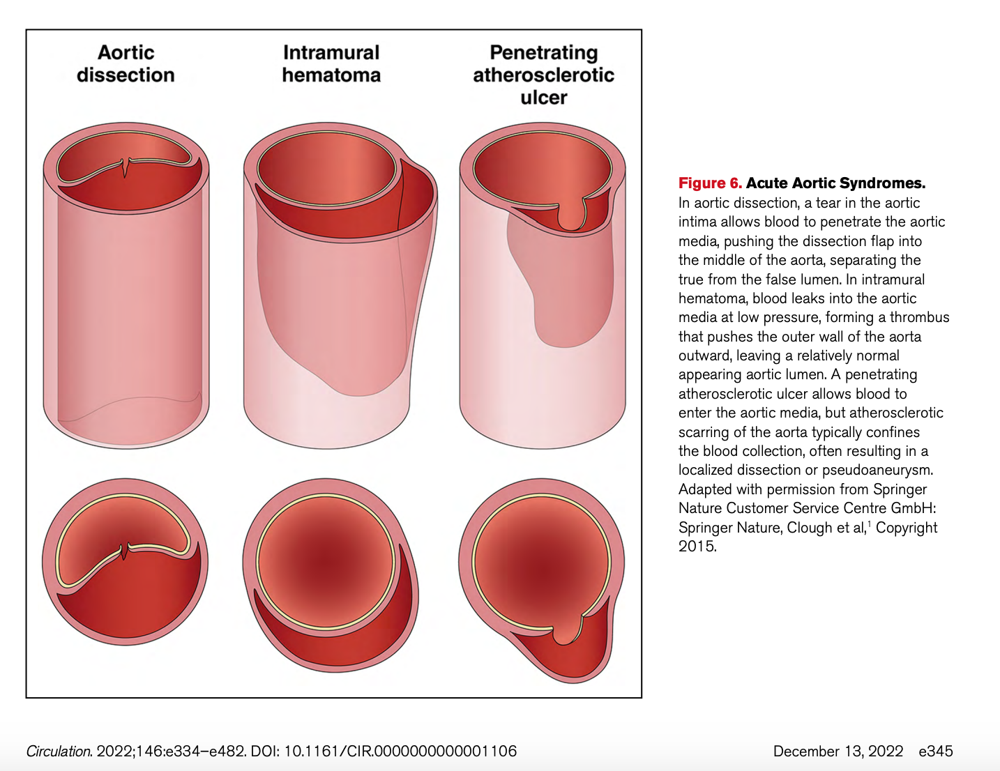 Aortic
dissection
Intramural
hematoma
Penetrating
atherosclerotic
ulcer
Figure 6. Acute Aortic Syndromes.
In aortic dissection, a tear in the aortic
intima allows blood to penetrate the aortic
media, pushing the dissection flap into
the middle of the aorta, separating the
true from the false lumen. In intramural
hematoma, blood leaks into the aortic
media at low pressure, forming a thrombus
that pushes the outer wall of the aorta
outward, leaving a relatively normal
appearing aortic lumen. A penetrating
atherosclerotic ulcer allows blood to
enter the aortic media, but atherosclerotic
scarring of the aorta typically confines
the blood collection, often resulting in a
localized dissection or pseudoaneurysm.
Adapted with permission from Springer
Nature Customer Service Centre GmbH:
Springer Nature, Clough et al,¹ Copyright
2015.
Circulation. 2022;146:e334–e482. DOI: 10.1161/CIR.0000000000001106
December 13, 2022 e345